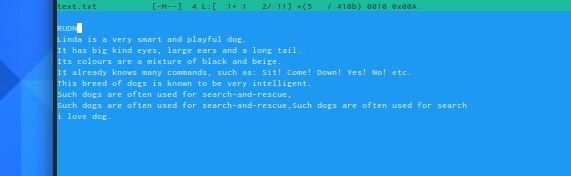 text.txt [-M--] 4 L:[ 1+ 1 2/ 11] *(5 / 410b) 0010 0x00A
RUDN
Linda is a very smart and playful dog.
It has big kind eyes, large ears and a long tail.
Its colours are a mixture of black and beige.
It already knows many commands, such as: Sit! Come! Down! Yes! No! etc.
This breed of dogs is known to be very intelligent.
Such dogs are often used for search-and-rescue,
Such dogs are often used for search-and-rescue,Such dogs are often used for search
i love dog.